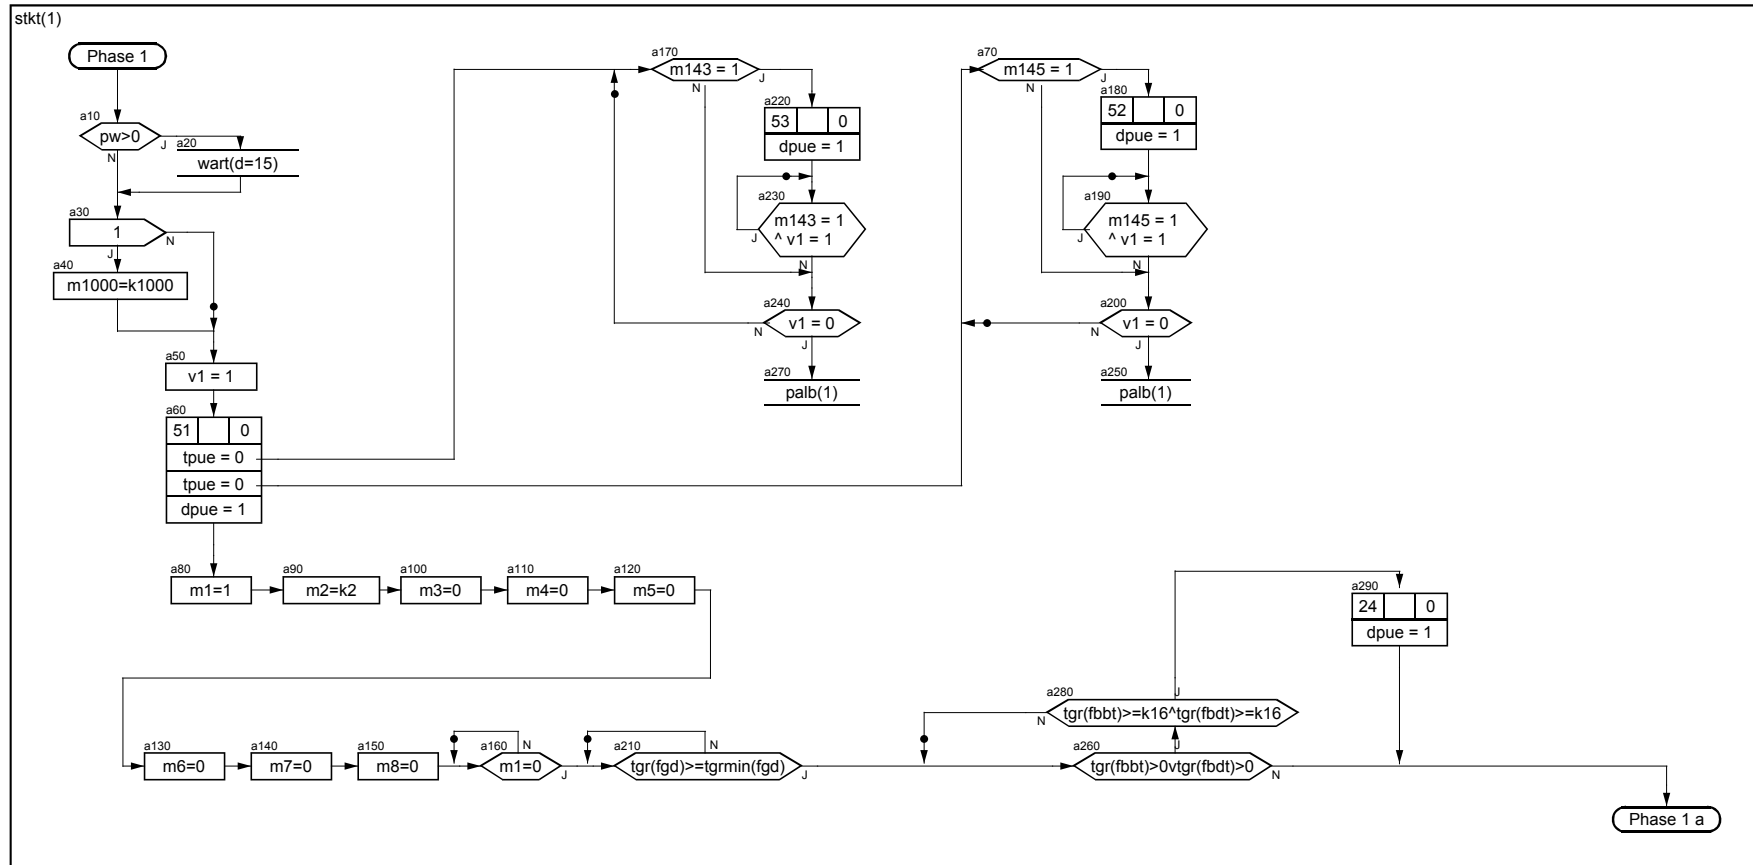 stkt(1)
Phase 1
a10
pw>0
J
N
a20
wart(d=15)
a30
1
N
J
a40
m1000=k1000
a50
v1 = 1
a60
51 0
tpue = 0
tpue = 0
dpue = 1
a170
m143 = 1
J
N
a220
53 0
dpue = 1
a230
m143 = 1
^ v1 = 1
J
N
a240
v1 = 0
N
J
a270
palb(1)
a70
m145 = 1
J
N
a180
52 0
dpue = 1
a190
m145 = 1
^ v1 = 1
J
N
a200
v1 = 0
N
J
a250
palb(1)
a80
m1=1
a90
m2=k2
a100
m3=0
a110
m4=0
a120
m5=0
a130
m6=0
a140
m7=0
a150
m8=0
a160
m1=0
N
J
a210
tgr(fgd)>=tgrmin(fgd)
N
J
a280
tgr(fbbt)>=k16^tgr(fbdt)>=k16
J
N
a260
tgr(fbbt)>0vtgr(fbdt)>0
J
N
a290
24 0
dpue = 1
Phase 1 a